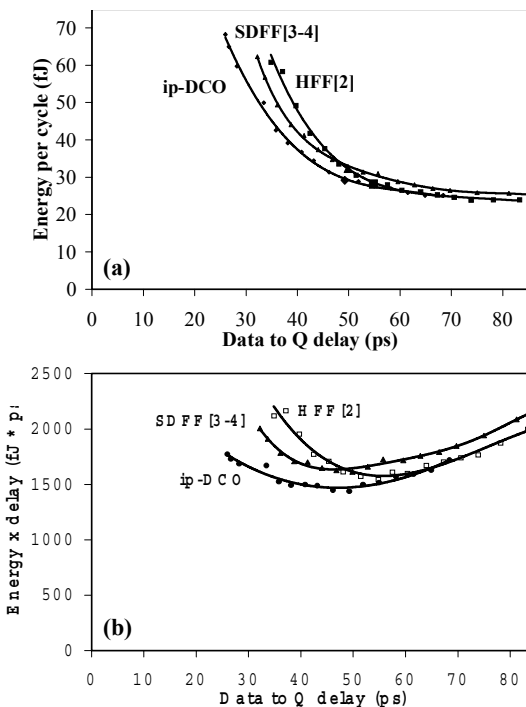 70
60
50
40
30
20
10
0
Energy per cycle (fJ)
SDFF[3-4]
ip-DCO
HFF[2]
(a)
0 10 20 30 40 50 60 70 80
Data to Q delay (ps)
2500
2000
1500
1000
500
0
Energy x delay (fJ * p
HFF[2]
SDFF[3-4]
ip-DCO
(b)
0 10 20 30 40 50 60 70 80
Data to Q delay (ps)